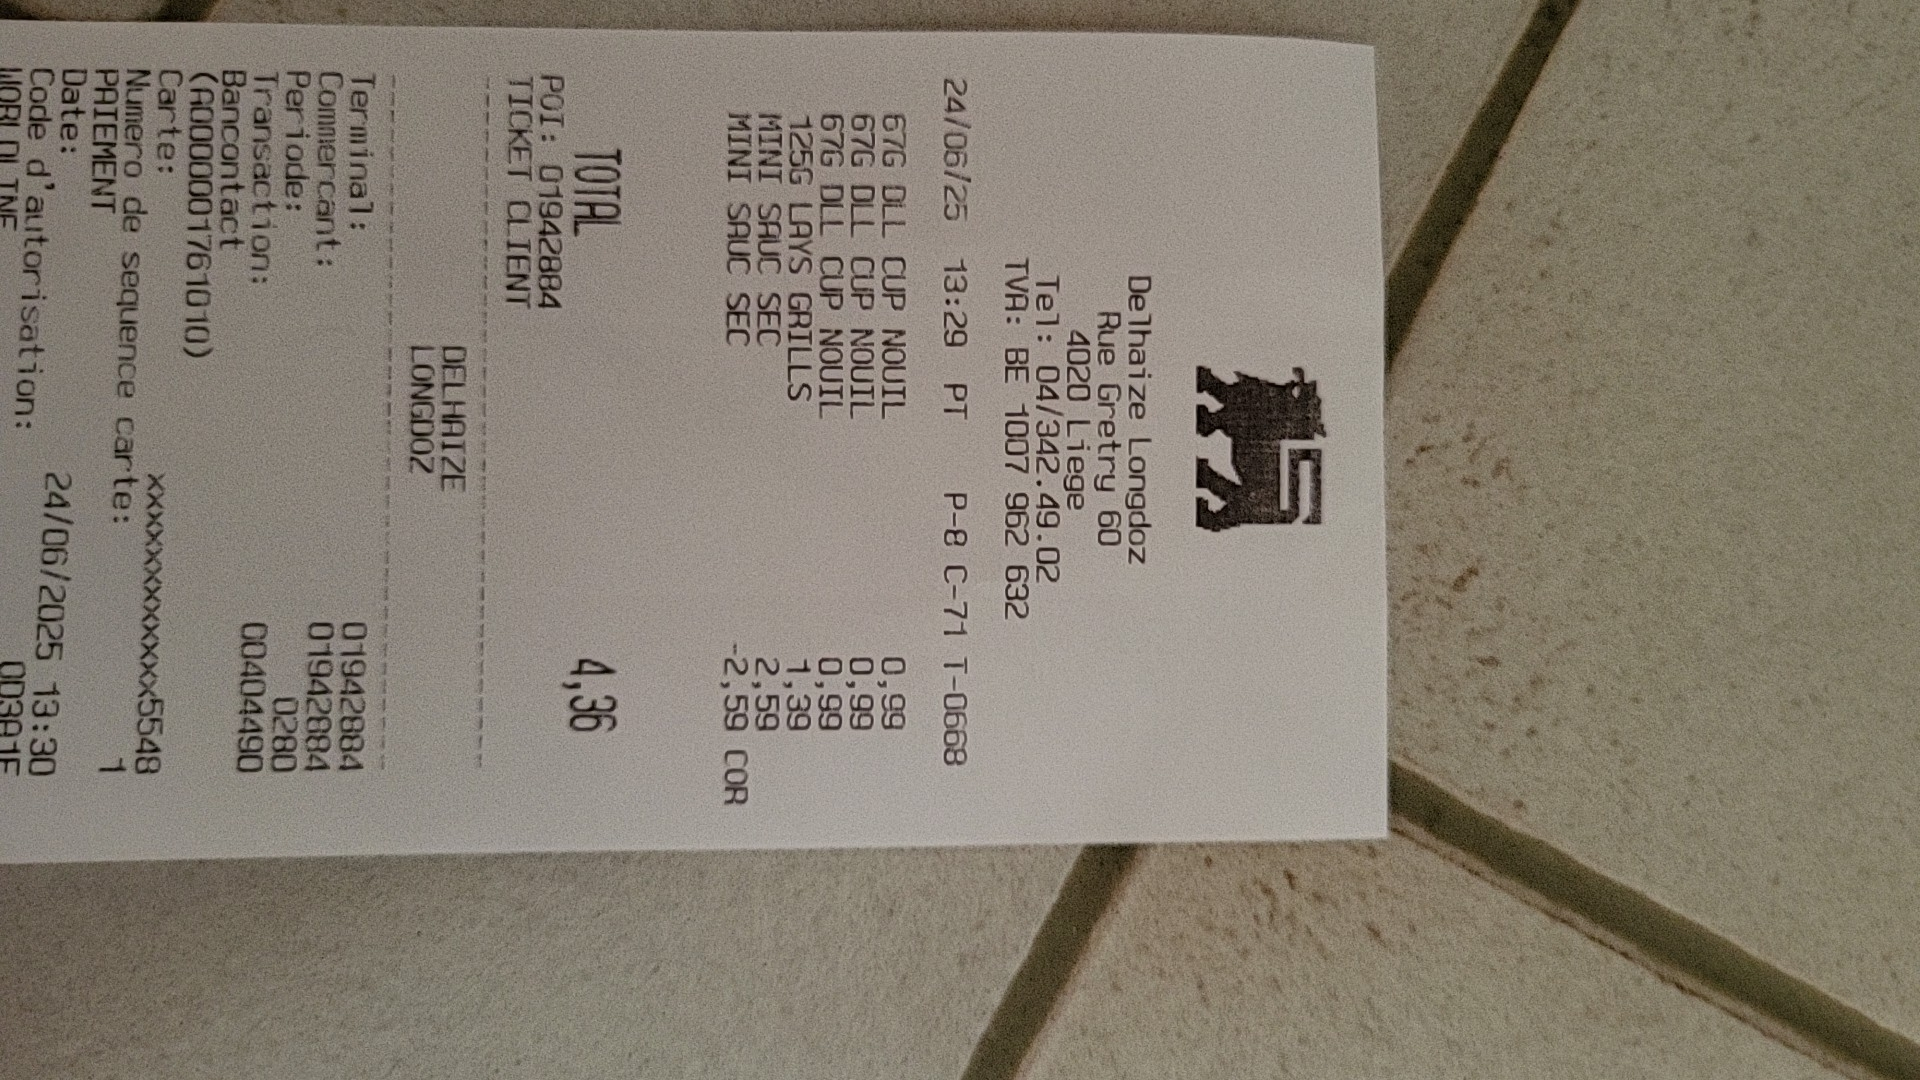 Delhaize Longdoz
Rue Gretry 60
4020 Liege
Tel: 04/342.49.02
TVA: BE 1007 962 632
24/06/25 13:29 PT P-8 C-71 T-0668
67G DLL CUP NOUIL 0,99
67G DLL CUP NOUIL 0,99
67G DLL CUP NOUIL 0,99
125G LAYS GRILLS 1,39
MINI SAUC SEC 2,59
MINI SAUC SEC -2,59 COR
TOTAL 4,36
POI: 01942884
TICKET CLIENT
DELHAIZE
LONGDOZ
Terminal: 01942884
Commercant: 01942884
Periode: 0280
Transaction: 00404490
Bancontact
(A0000001761010)
Carte: xxxxxxxxxxxxx55548
Numero de sequence carte: 1
PAIEMENT
Date: 24/06/2025 13:30
Code d'autorisation:
WORLDLINE